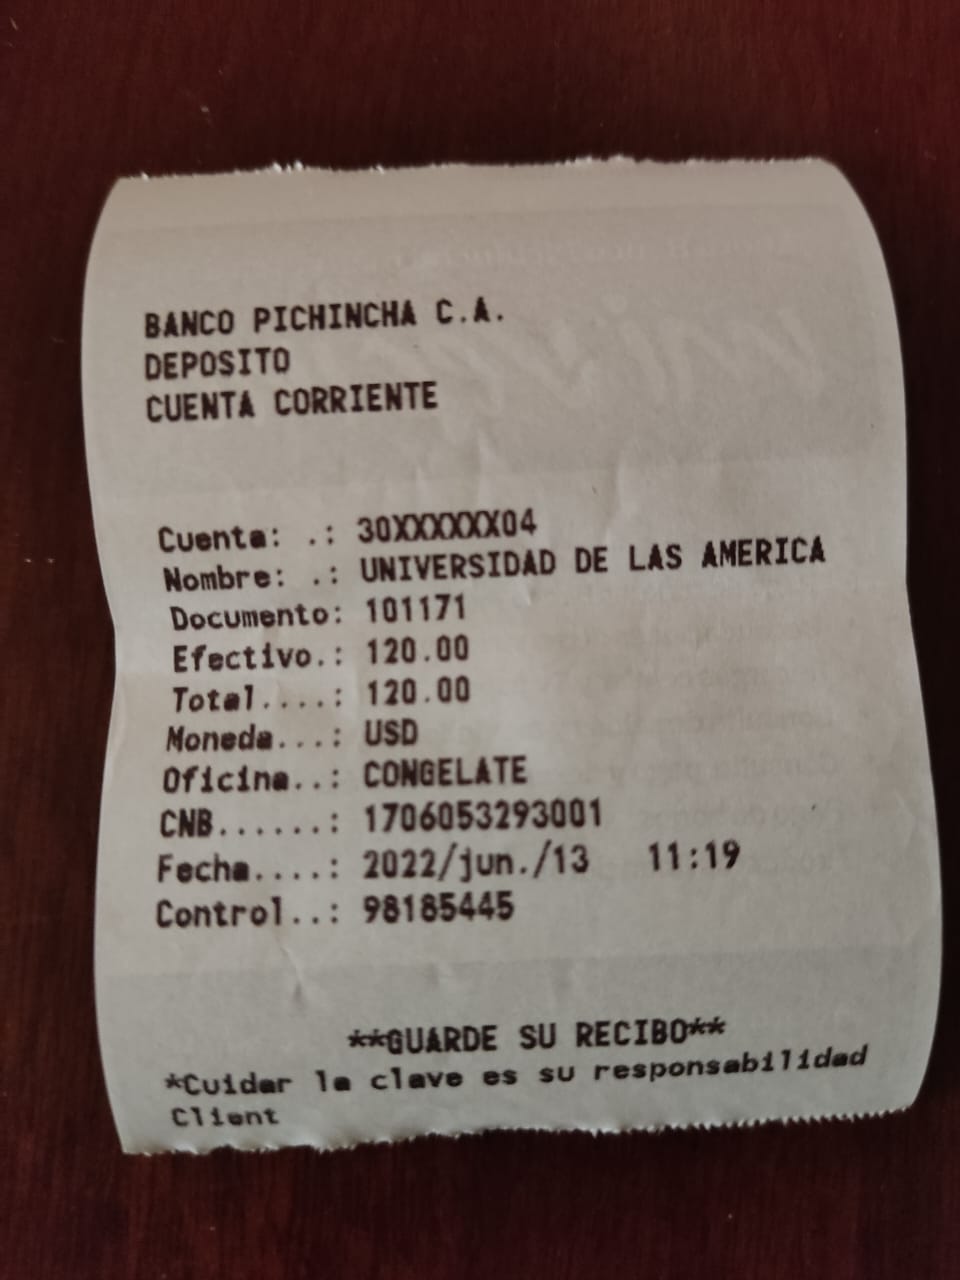 BANCO PICHINCHA C.A.
DEPOSITO
CUENTA CORRIENTE
Cuenta: .: 30XXXXXX04
Nombre: .: UNIVERSIDAD DE LAS AMERICA
Documento: 101171
Efectivo.: 120.00
Total....: 120.00
Moneda...: USD
Oficina..: CONGELATE
CNB......: 1706053293001
Fecha....: 2022/jun./13 11:19
Control..: 98185445
**GUARDE SU RECIBO**
*Cuidar la clave es su responsabilidad
Client